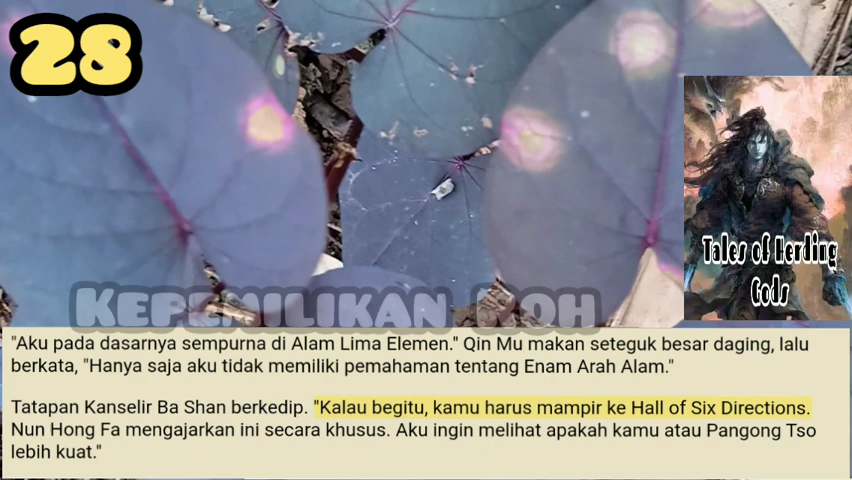 28
Tales of Herding
Gods
Kepemilikan Roh
"Aku pada dasarnya sempurna di Alam Lima Elemen." Qin Mu makan seteguk besar daging, lalu
berkata, "Hanya saja aku tidak memiliki pemahaman tentang Enam Arah Alam."
Tatapan Kanselir Ba Shan berkedip. "Kalau begitu, kamu harus mampir ke Hall of Six Directions.
Nun Hong Fa mengajarkan ini secara khusus. Aku ingin melihat apakah kamu atau Pangong Tso
lebih kuat."